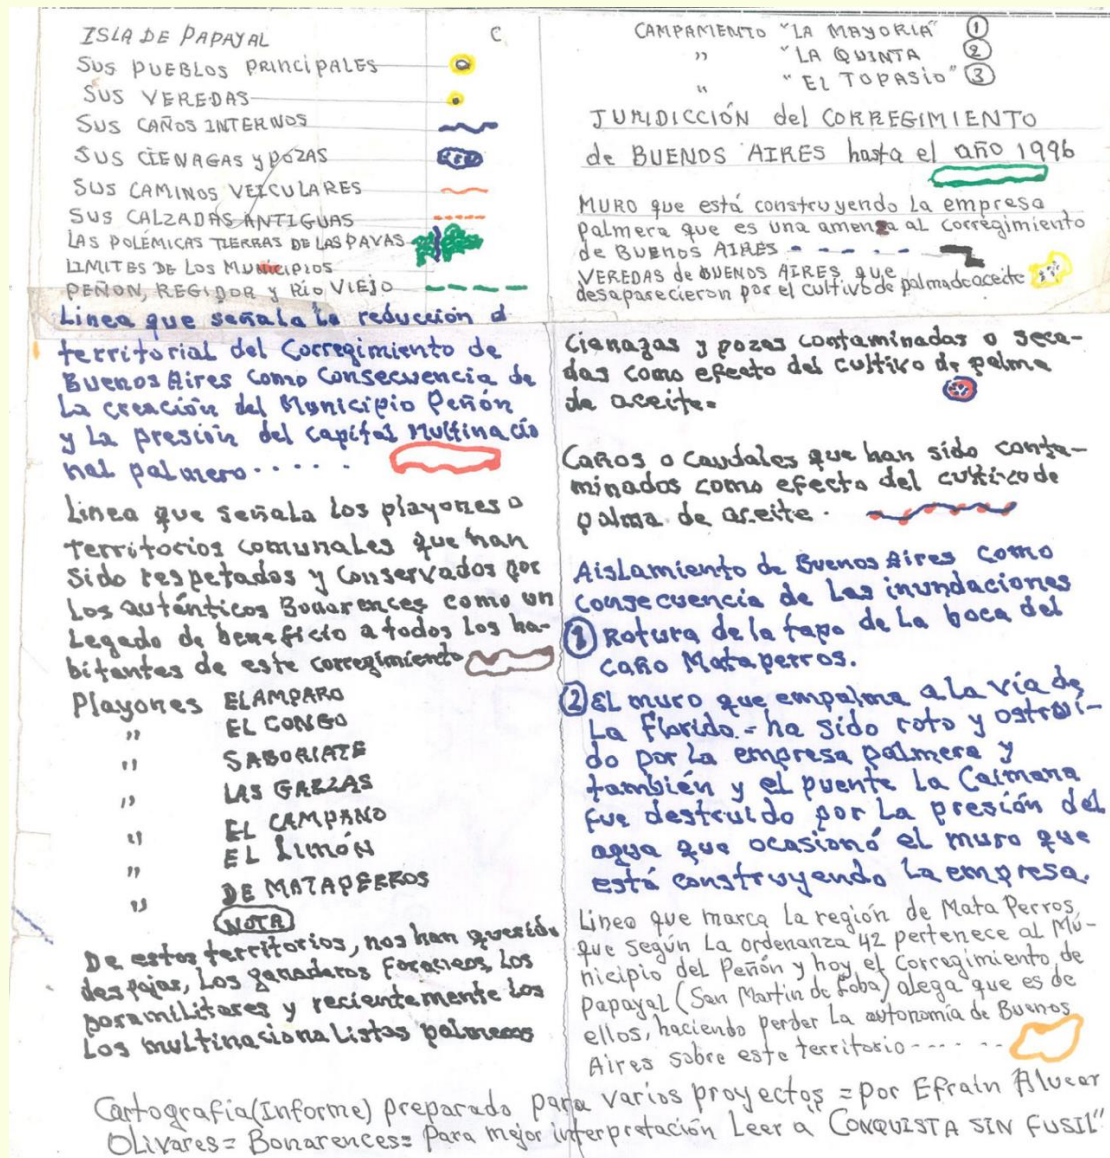 ISLA DE PAPAYAL C
SUS PUEBLOS PRINCIPALES
SUS VEREDAS
SUS CAÑOS INTERNOS
SUS CIENAGAS y POZAS
SUS CAMINOS VEICULARES
SUS CALZADAS ANTIGUAS
LAS POLÉMICAS TIERRAS DE LAS PAVAS
LIMITES DE LOS MUNICIPIOS
PEÑON, REGIDOR y RÍO VIEJO
Linea que señala la reducción d
territorial del Corregimiento de
Buenos Aires como consecuencia de
La creación del Municipio Peñón
y La presión del capital Multinacio
nal palmero.....
Linea que señala los playones o
territorios comunales que han
sido respetados y conservados por
Los auténticos Bonarences como un
Legado de beneficio a todos los ha-
bitantes de este corregimiento
Playones EL AMPARO
" EL CONGO
" SABORIATE
" LAS GARZAS
" EL CAMPANO
" EL LIMÓN
" DE MATAPERROS
NOTA
De estos territorios, nos han querido
despojar, Los ganaderos foraneos, Los
paramilitares y recientemente Los
Los multinacionalistas palmeros
CAMPAMENTO "LA MAYORIA" 1
" "LA QUINTA 2
" "EL TOPASIO" 3
JURIDICCIÓN del CORREGIMIENTO
de BUENOS AIRES hasta el año 1996
MURO que está construyendo La empresa
palmera que es una amenza al corregimiento
de BUENOS AIRES
VEREDAS de BUENOS AIRES que
desaparecieron por el cultivo de palma de aceite
Cianagas y pozas contaminadas o seca-
das como efecto del cultivo de palma
de aceite.
Caños o Caudales que han sido conta-
minados como efecto del cultivo de
palma de aceite.
Aislamiento de Buenos Aires como
consecuencia de Las inundaciones
1 Rotura de la tapa de La boca del
caño Mataperros.
2 EL muro que empalma a la vía de
La Florida = ha sido roto y ostrui-
do por La empresa palmera y
también y el puente La Caimana
fue destruido por La presión del
agua que ocasionó el muro que
está construyendo La empresa.
Linea que marca La región de Mata Perros,
que según La ordenanza 42 pertenece al Mú-
nicipio del Peñón y hoy el Corregimiento de
Papayal (San Martin de Loba) alega que es de
ellos, haciendo perder La autonomía de Buenos
Aires sobre este territorio
Cartografia (Informe) preparado para varios proyectos = por Efraín Alvear
Olivares = Bonarences = Para mejor interpretación Leer a "CONQUISTA SIN FUSIL"